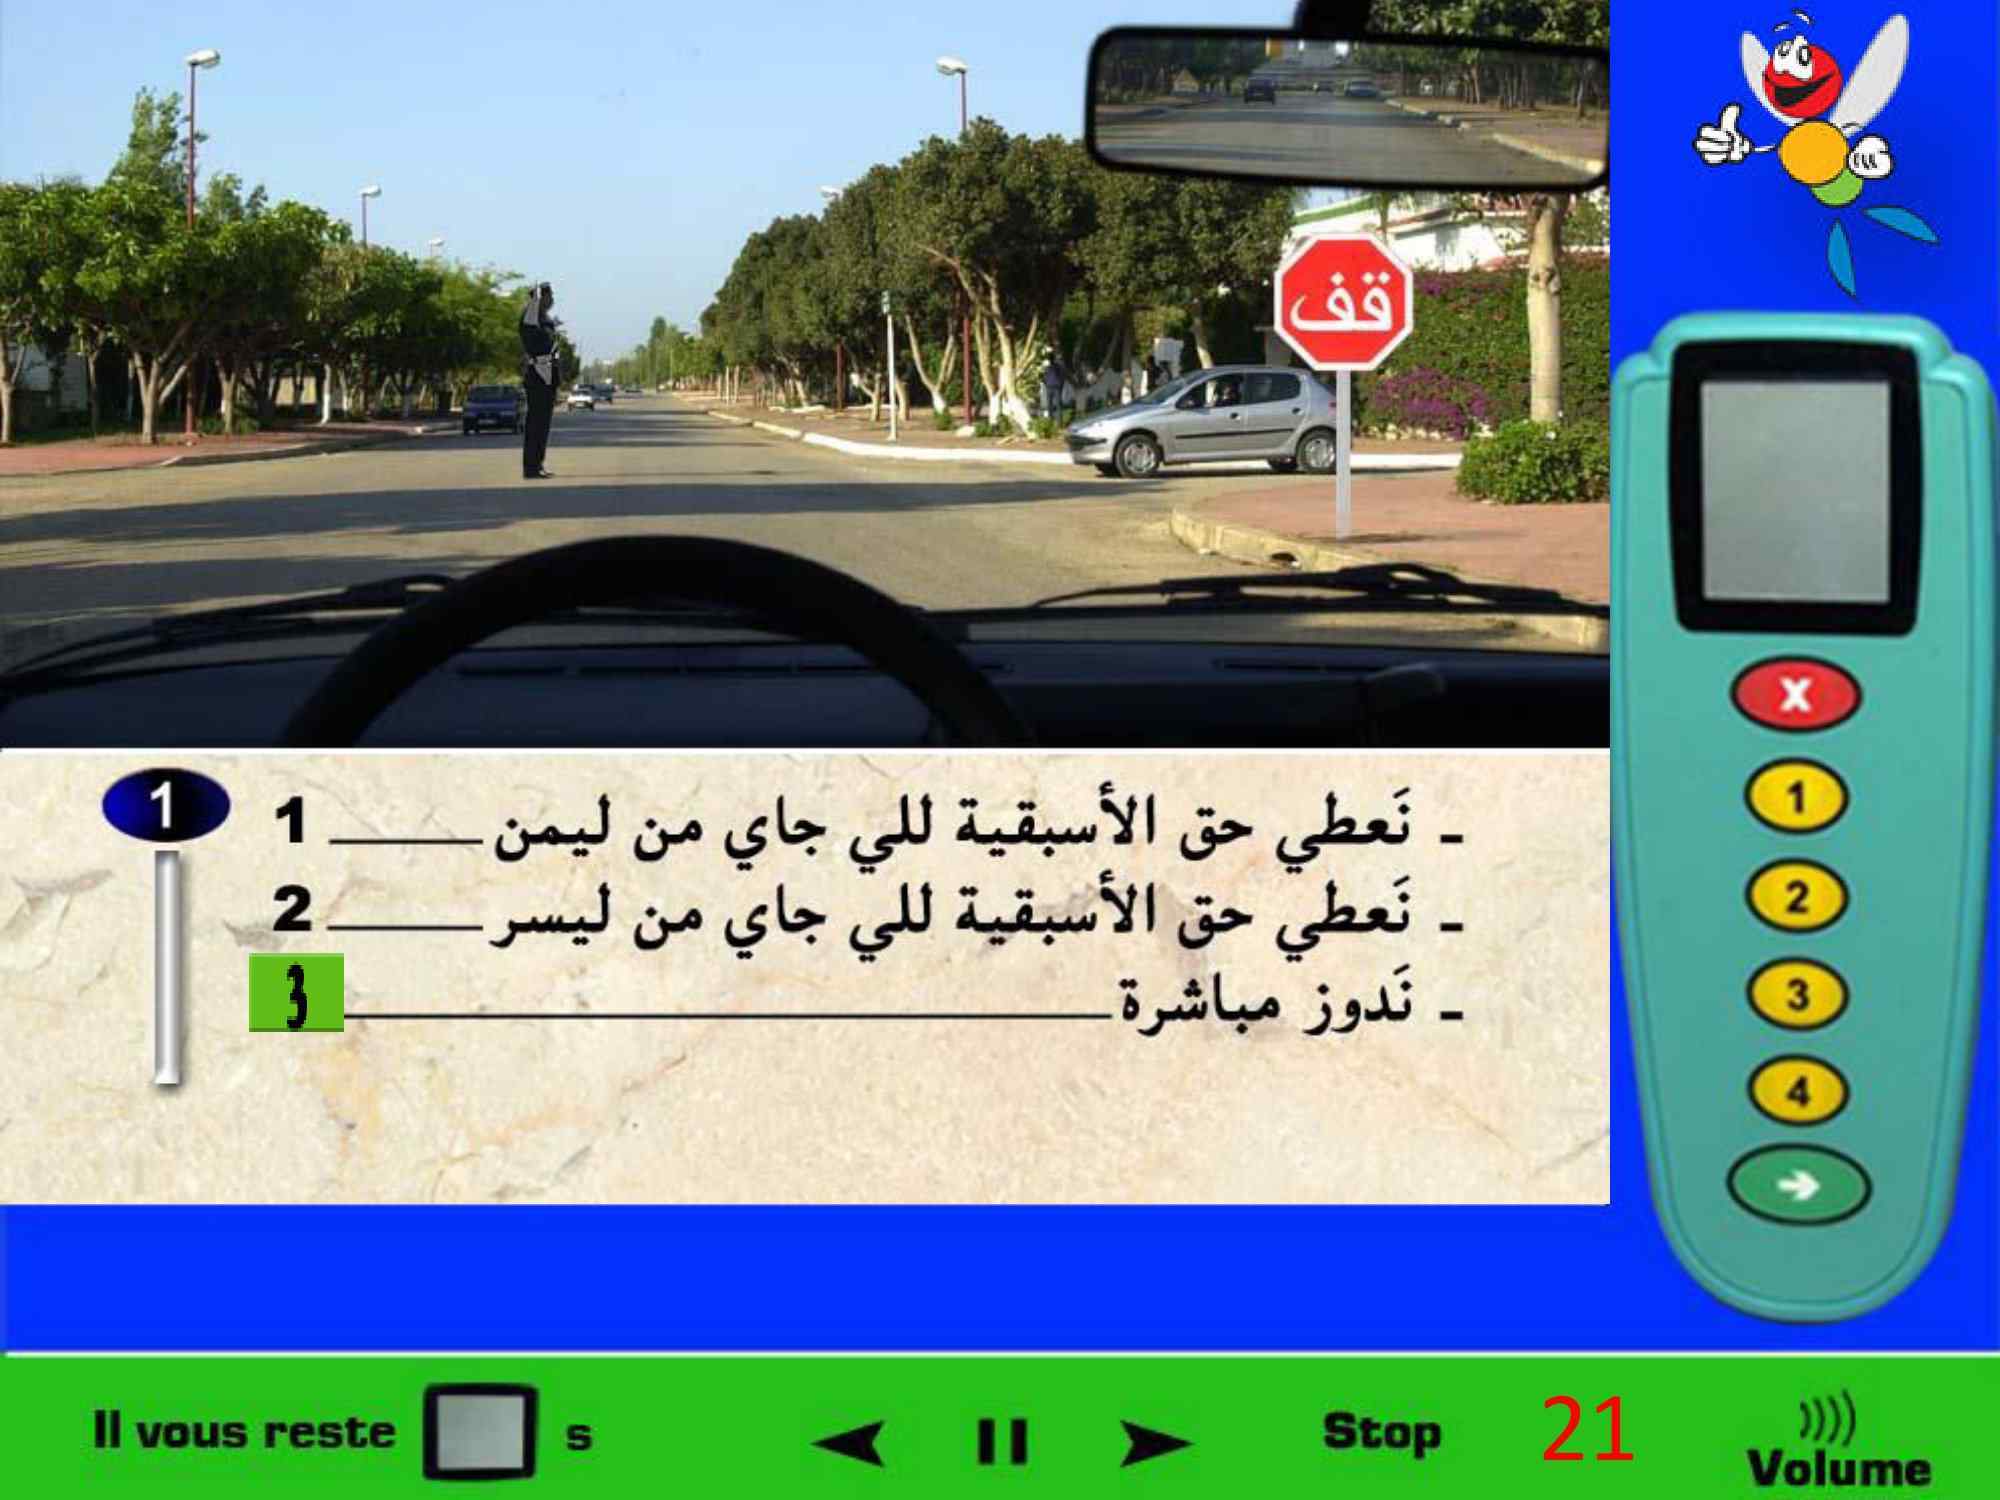 قف
1
ـ نَعطي حق الأسبقية للي جاي من ليمن 1
ـ نَعطي حق الأسبقية للي جاي من ليسر 2
ـ نَدوز مباشرة 3
X
1
2
3
4
Il vous reste s
Stop
21
Volume